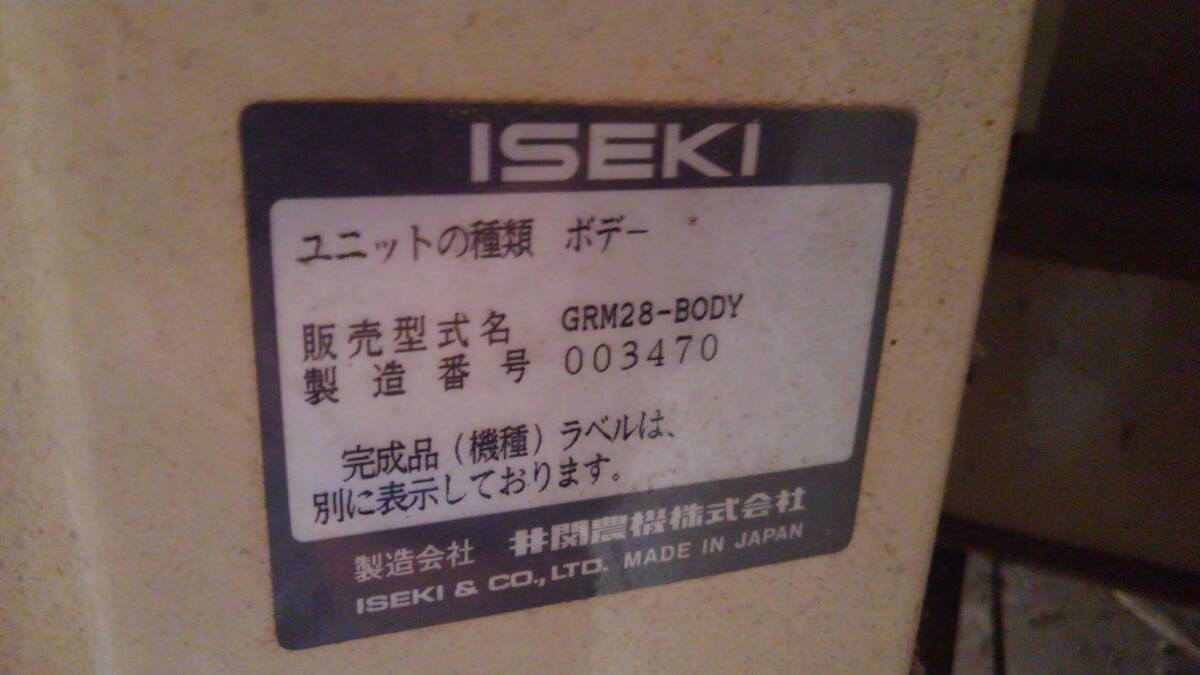 ISEKI
ユニットの種類 ボデー
販売型式名 GRM28-BODY
製造番号 003470
完成品(機種)ラベルは、
別に表示しております。
製造会社 井関農機株式会社
ISEKI & CO., LTD. MADE IN JAPAN